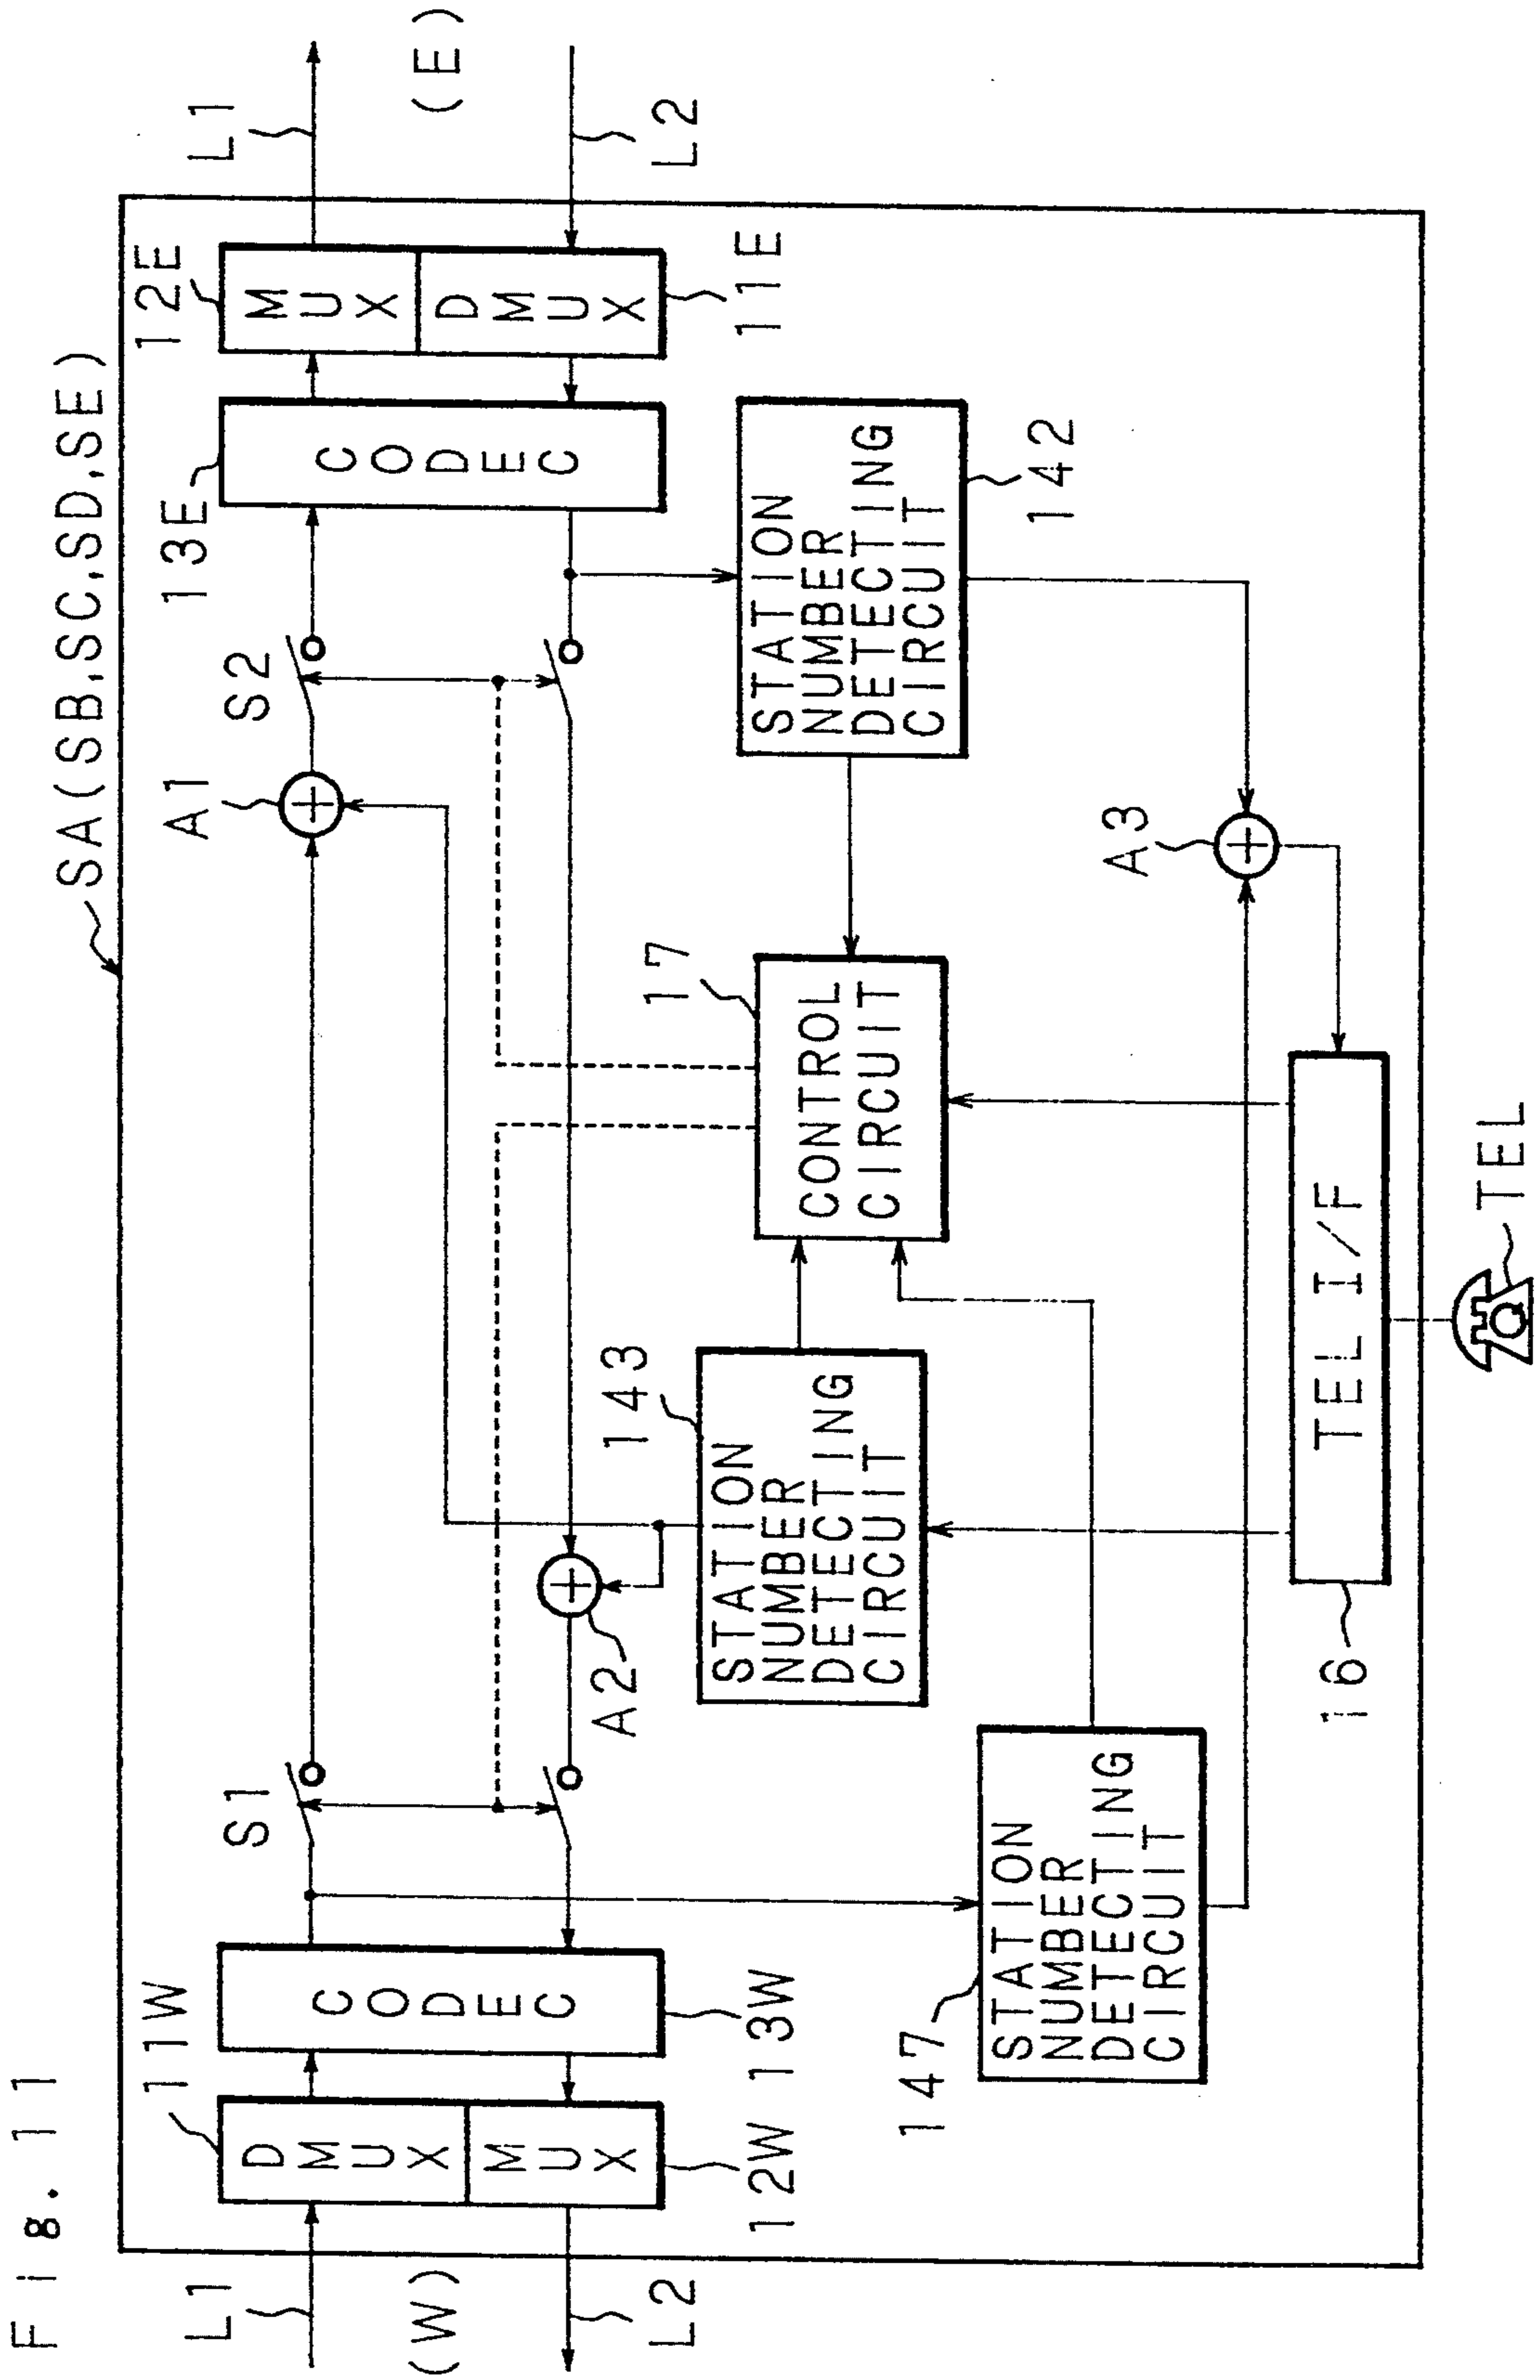 Fig. 11
SA(SB,SC,SD,SE)
L1
11W
S1
A1
S2
13E
12E
L1
(W)
DMUX
MUX
CODEC
CODEC
MUX
DMUX
(E)
L2
12W
13W
A2
143
17
11E
L2
STATION
NUMBER
DETECTING
CIRCUIT
CONTROL
CIRCUIT
STATION
NUMBER
DETECTING
CIRCUIT
142
147
STATION
NUMBER
DETECTING
CIRCUIT
A3
16
TEL I/F
TEL